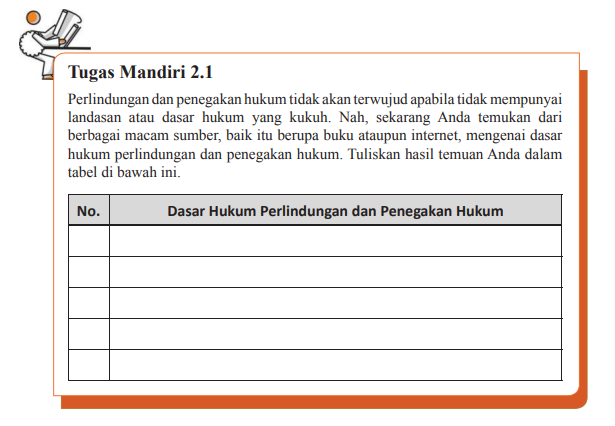 Tugas Mandiri 2.1
Perlindungan dan penegakan hukum tidak akan terwujud apabila tidak mempunyai
landasan atau dasar hukum yang kukuh. Nah, sekarang Anda temukan dari
berbagai macam sumber, baik itu berupa buku ataupun internet, mengenai dasar
hukum perlindungan dan penegakan hukum. Tuliskan hasil temuan Anda dalam
tabel di bawah ini.
No. Dasar Hukum Perlindungan dan Penegakan Hukum